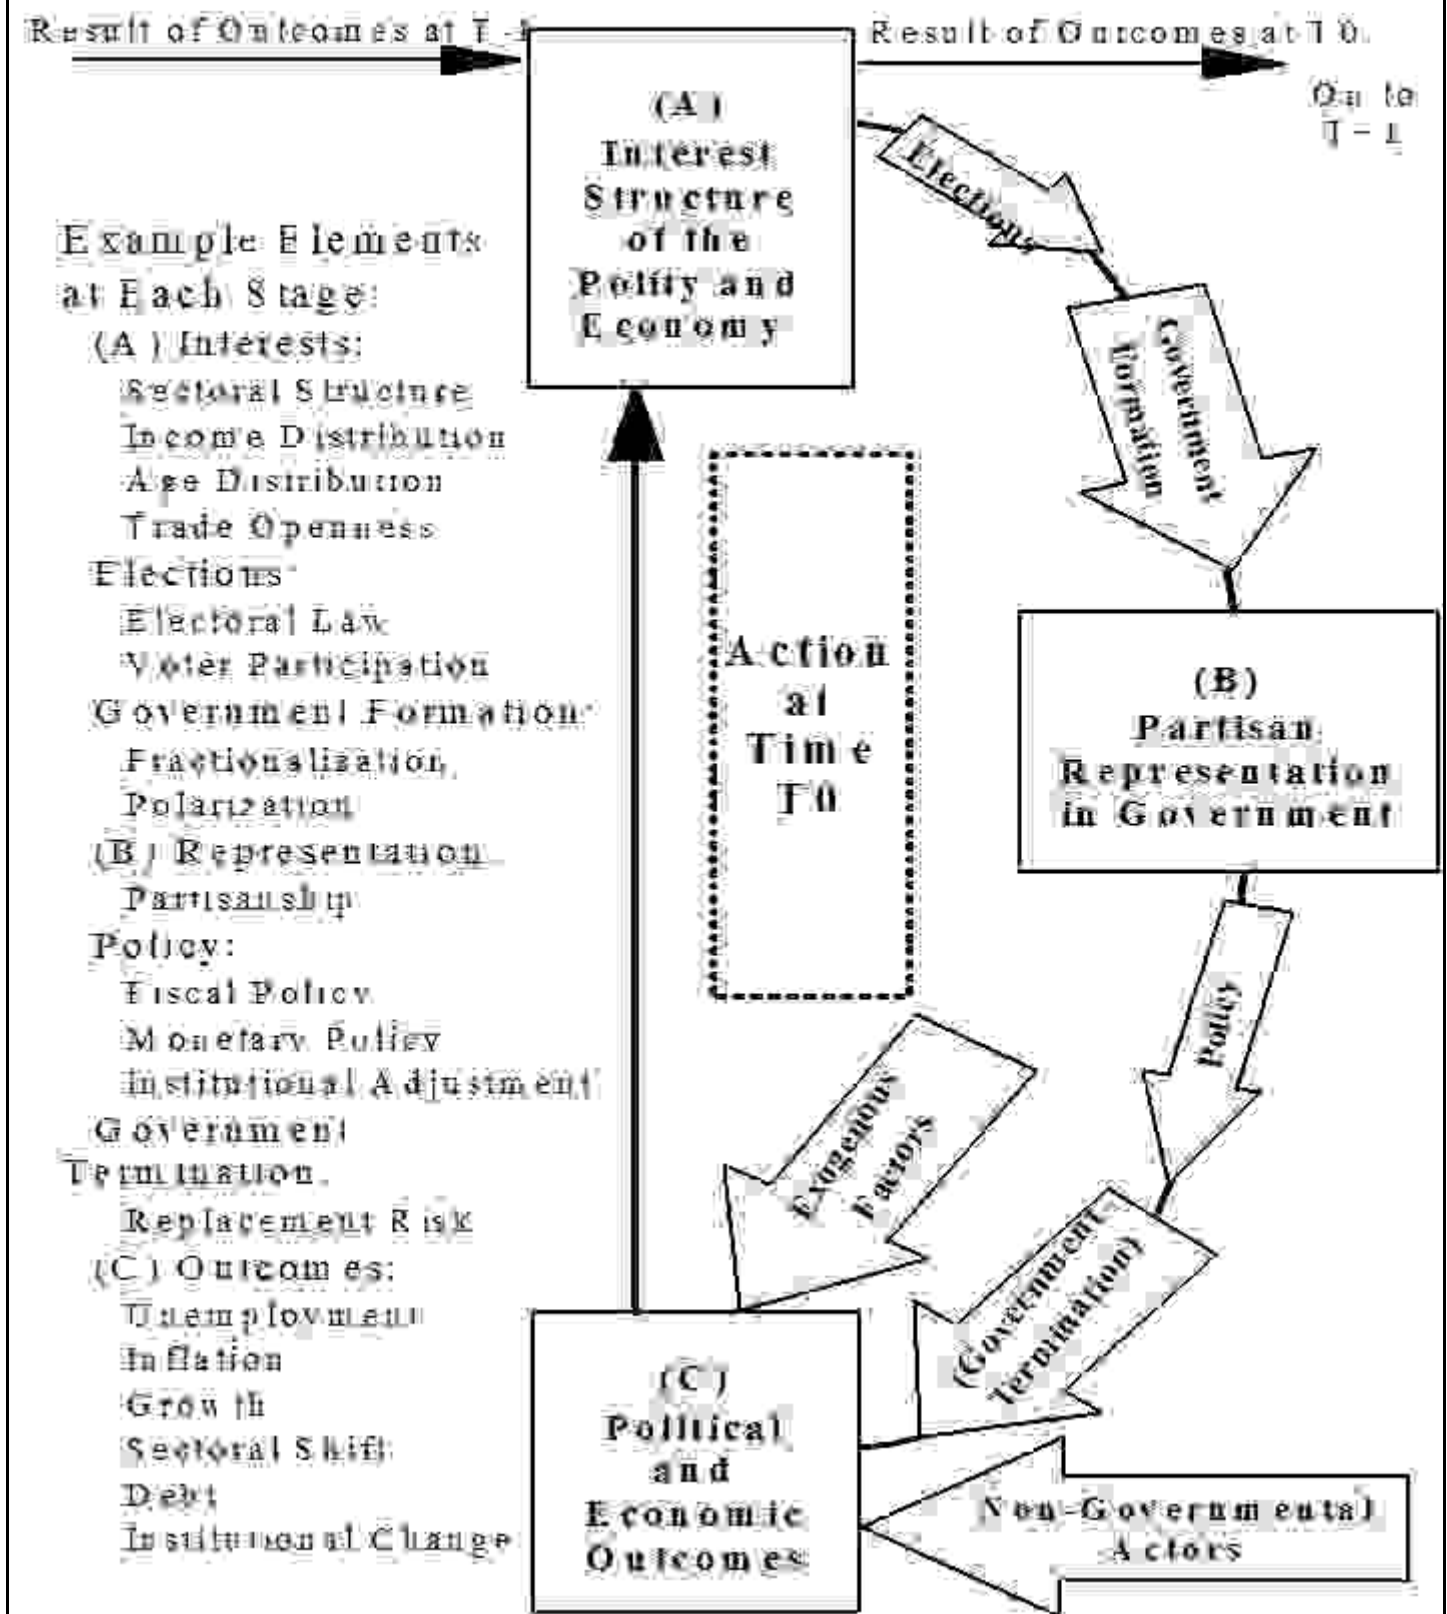 Result of Outcomes at T-1
Result of Outcomes at T0
On to
(A)
Interest
Structure
of the
Polity and
Economy
Elections
Government
Formation
Example Elements
at Each Stage:
(A) Interests:
Sectoral Structure
Income Distribution
Age Distribution
Trade Openness
Elections
Electoral Law
Voter Participation
Government Formation:
Fractionalization
Polarization
(B) Representation
Partisanship
Policy:
Fiscal Policy
Monetary Policy
Institutional Adjustment
Government
Termination
Replacement Risk
(C) Outcomes:
Unemployment
Inflation
Growth
Sectoral Shift
Debt
Institutional Change
Action
at
Time
T0
(B)
Partisan
Representation
in Government
Policy
Exogenous
Factors
(Government
Termination)
(C)
Political
and
Economic
Outcomes
Non-Governmental
Actors